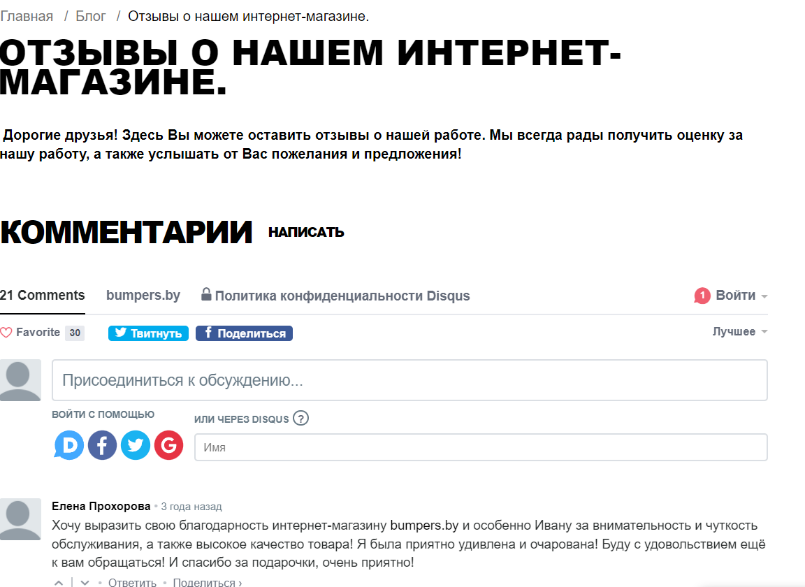 Главная / Блог / Отзывы о нашем интернет-магазине.
ОТЗЫВЫ О НАШЕМ ИНТЕРНЕТ-
МАГАЗИНЕ.
Дорогие друзья! Здесь Вы можете оставить отзывы о нашей работе. Мы всегда рады получить оценку за
нашу работу, а также услышать от Вас пожелания и предложения!
КОММЕНТАРИИ НАПИСАТЬ
21 Comments bumpers.by Политика конфиденциальности Disqus 1 Войти
Favorite 30 Твитнуть f Поделиться Лучшее
Присоединиться к обсуждению...
ВОЙТИ С ПОМОЩЬЮ
ИЛИ ЧЕРЕЗ DISQUS ?
D f G
Имя
Елена Прохорова • 3 года назад
Хочу выразить свою благодарность интернет-магазину bumpers.by и особенно Ивану за внимательность и чуткость
обслуживания, а также высокое качество товара! Я была приятно удивлена и очарована! Буду с удовольствием ещё
к вам обращаться! И спасибо за подарочки, очень приятно!
• Ответить • Поделиться ›